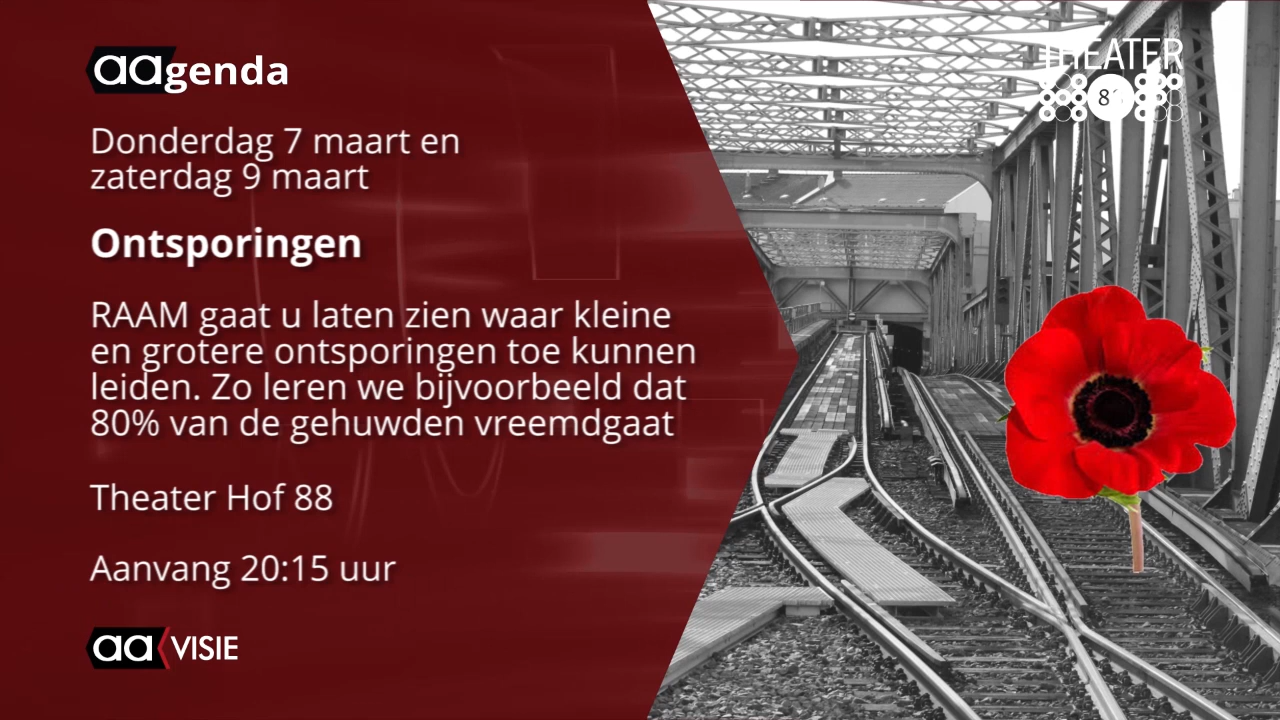 aagenda
Donderdag 7 maart en
zaterdag 9 maart
Ontsporingen
RAAM gaat u laten zien waar kleine
en grotere ontsporingen toe kunnen
leiden. Zo leren we bijvoorbeeld dat
80% van de gehuwden vreemdgaat
Theater Hof 88
Aanvang 20:15 uur
aa VISIE
THEATER